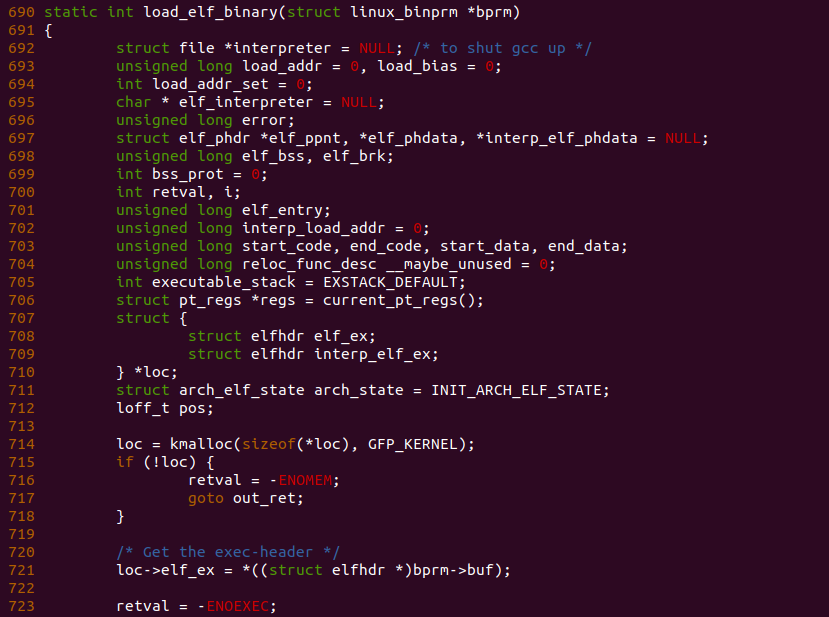 690 static int load_elf_binary(struct linux_binprm *bprm)
691 {
692         struct file *interpreter = NULL; /* to shut gcc up */
693         unsigned long load_addr = 0, load_bias = 0;
694         int load_addr_set = 0;
695         char * elf_interpreter = NULL;
696         unsigned long error;
697         struct elf_phdr *elf_ppnt, *elf_phdata, *interp_elf_phdata = NULL;
698         unsigned long elf_bss, elf_brk;
699         int bss_prot = 0;
700         int retval, i;
701         unsigned long elf_entry;
702         unsigned long interp_load_addr = 0;
703         unsigned long start_code, end_code, start_data, end_data;
704         unsigned long reloc_func_desc __maybe_unused = 0;
705         int executable_stack = EXSTACK_DEFAULT;
706         struct pt_regs *regs = current_pt_regs();
707         struct {
708                 struct elfhdr elf_ex;
709                 struct elfhdr interp_elf_ex;
710         } *loc;
711         struct arch_elf_state arch_state = INIT_ARCH_ELF_STATE;
712         loff_t pos;
713
714         loc = kmalloc(sizeof(*loc), GFP_KERNEL);
715         if (!loc) {
716                 retval = -ENOMEM;
717                 goto out_ret;
718         }
719
720         /* Get the exec-header */
721         loc->elf_ex = *((struct elfhdr *)bprm->buf);
722
723         retval = -ENOEXEC;